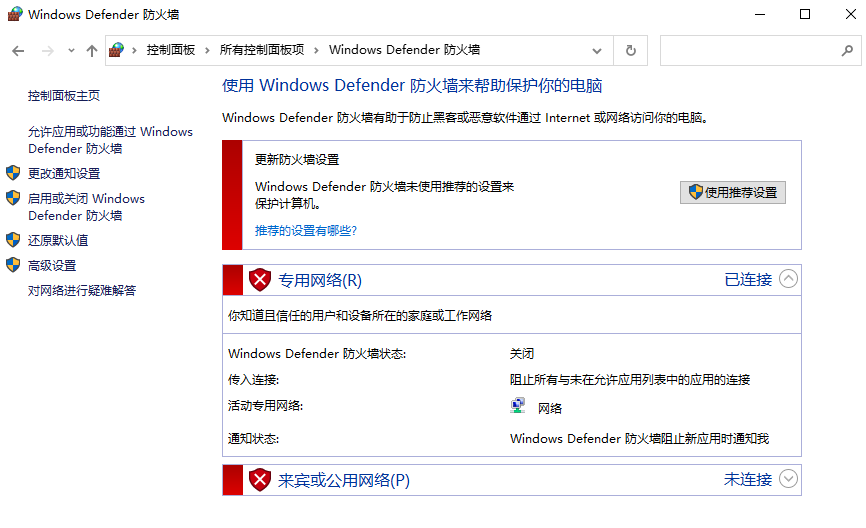 Windows Defender 防火墙
控制面板
所有控制面板项
Windows Defender 防火墙
控制面板主页
允许应用或功能通过 Windows
Defender 防火墙
更改通知设置
启用或关闭 Windows
Defender 防火墙
还原默认值
高级设置
对网络进行疑难解答
使用 Windows Defender 防火墙来帮助保护你的电脑
Windows Defender 防火墙有助于防止黑客或恶意软件通过 Internet 或网络访问你的电脑。
更新防火墙设置
Windows Defender 防火墙未使用推荐的设置来
保护计算机。
推荐的设置有哪些?
使用推荐设置
专用网络(R)
已连接
你知道且信任的用户和设备所在的家庭或工作网络
Windows Defender 防火墙状态:
关闭
传入连接:
阻止所有与未在允许应用列表中的应用的连接
活动专用网络:
网络
通知状态:
Windows Defender 防火墙阻止新应用时通知我
来宾或公用网络(P)
未连接